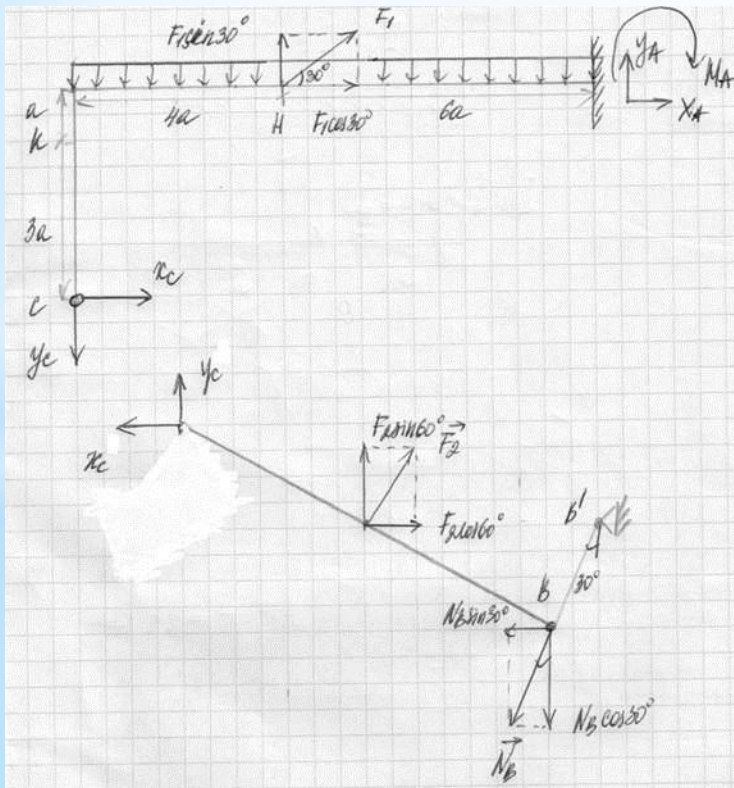 F₁sin30°
F₁
30°
yA
MA
XA
a
4a
H
F₁cos30°
6a
K
3a
C
xc
yc
yc
xc
F₂sin60°
F₂
F₂cos60°
B'
30°
B
NBsin30°
NBcos30°
NB